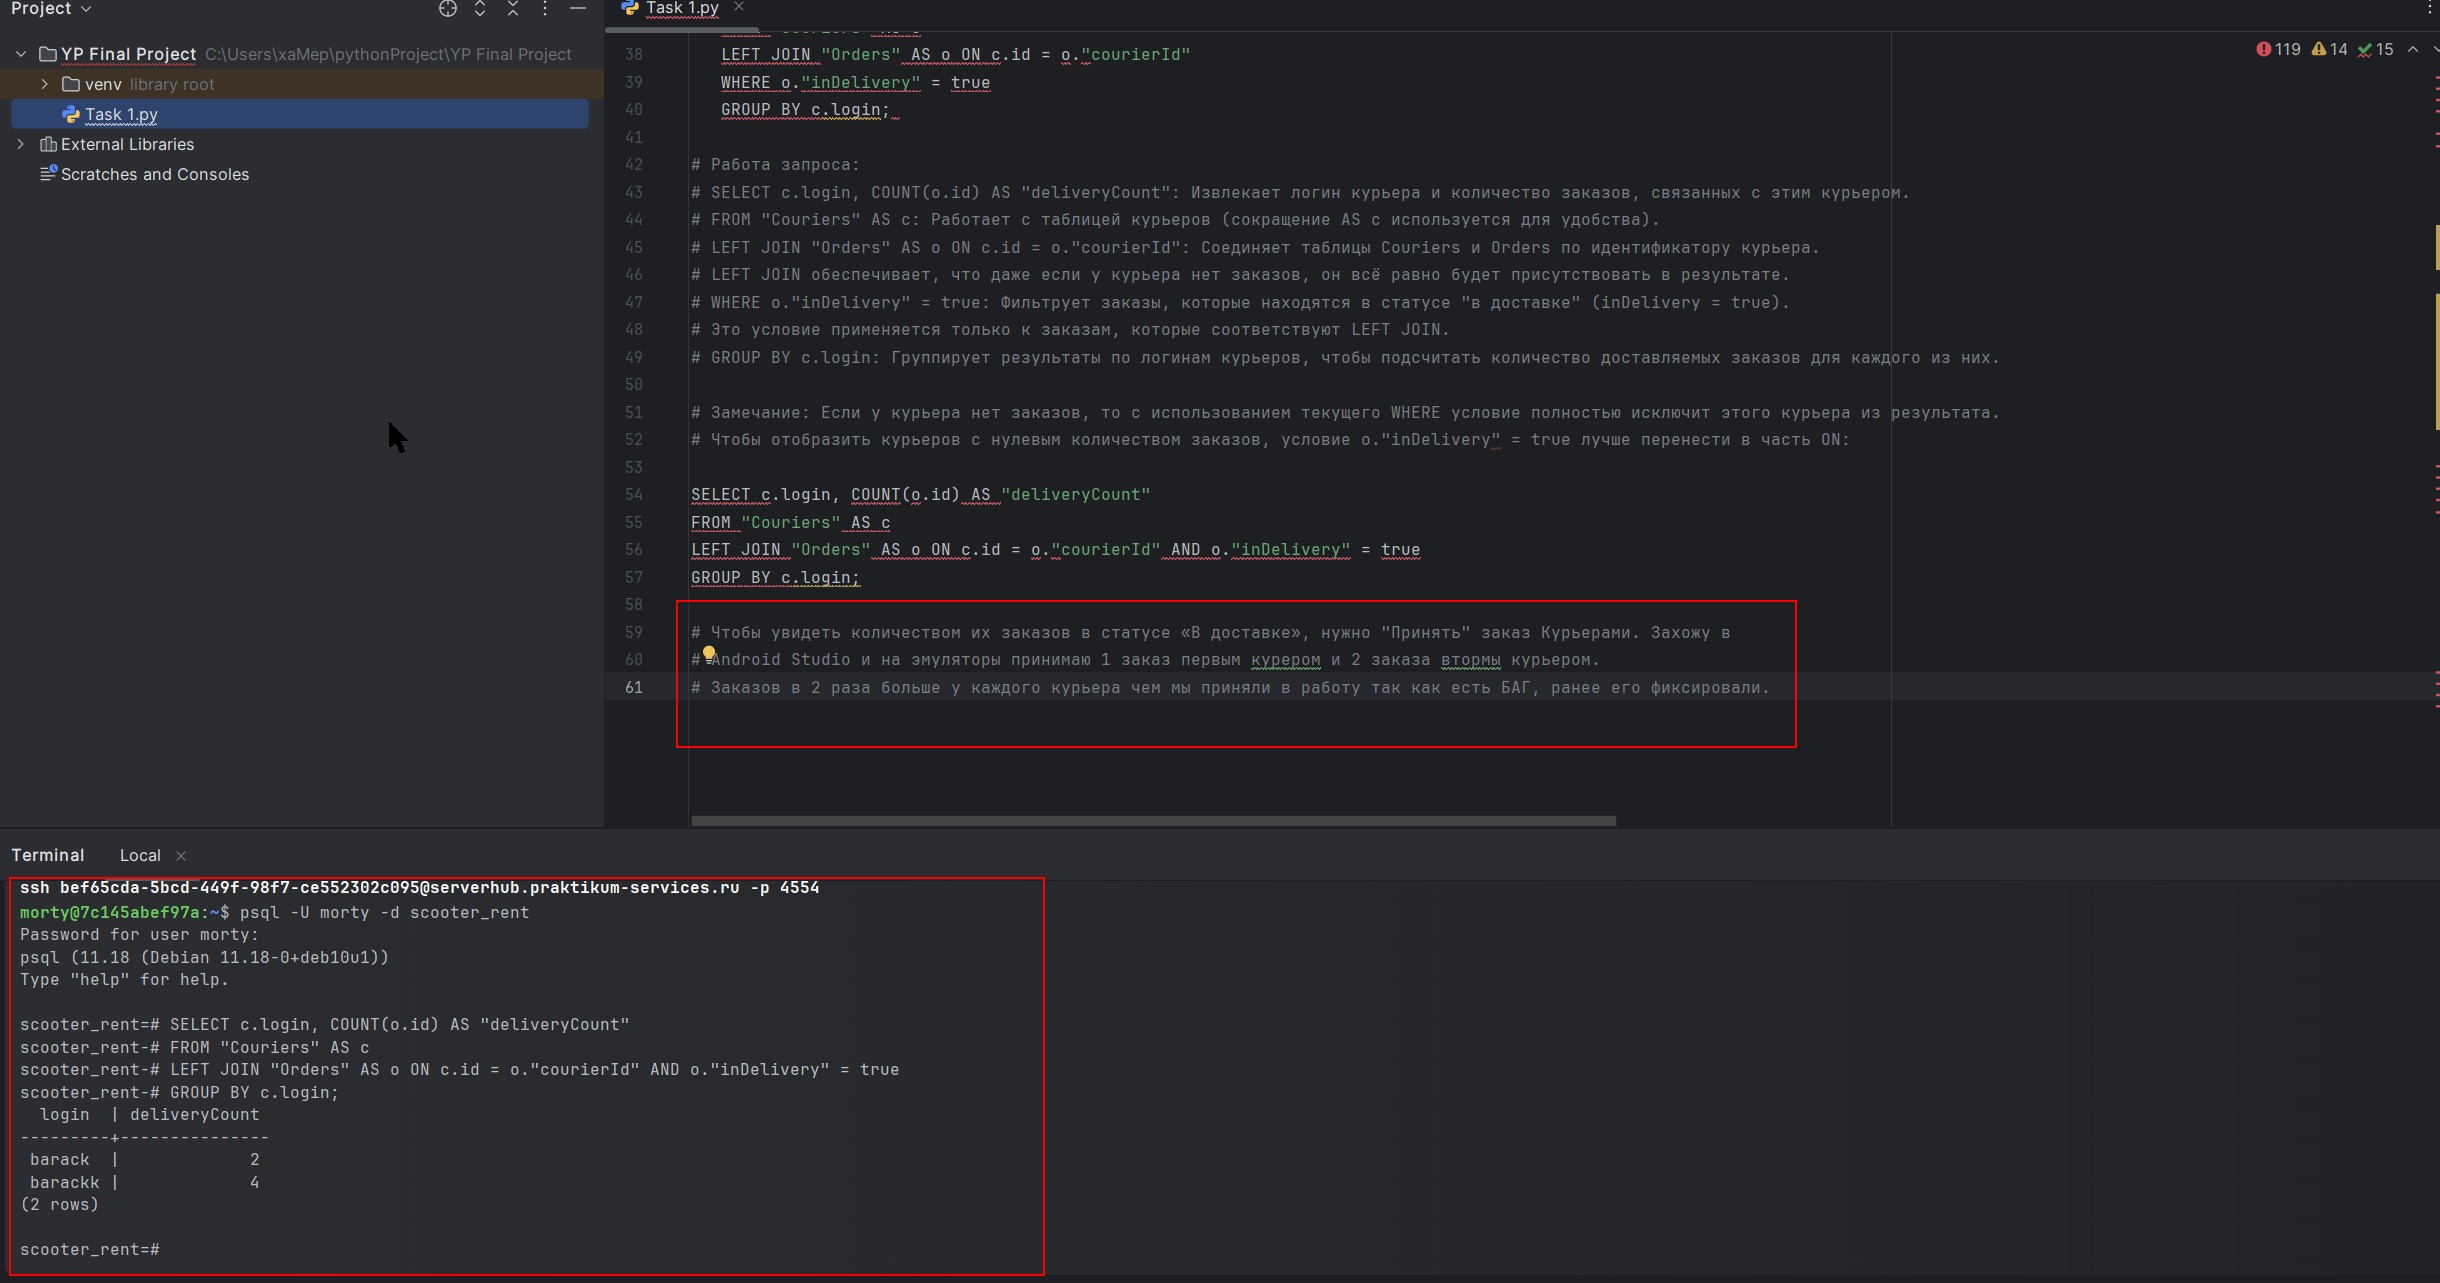 Project
Task 1.py
YP Final Project C:\Users\xaMep\pythonProject\YP Final Project
venv library root
Task 1.py
External Libraries
Scratches and Consoles
119 14 15
38 LEFT JOIN "Orders" AS o ON c.id = o."courierId"
39 WHERE o."inDelivery" = true
40 GROUP BY c.login;
41
42 # Работа запроса:
43 # SELECT c.login, COUNT(o.id) AS "deliveryCount": Извлекает логин курьера и количество заказов, связанных с этим курьером.
44 # FROM "Couriers" AS c: Работает с таблицей курьеров (сокращение AS c используется для удобства).
45 # LEFT JOIN "Orders" AS o ON c.id = o."courierId": Соединяет таблицы Couriers и Orders по идентификатору курьера.
46 # LEFT JOIN обеспечивает, что даже если у курьера нет заказов, он всё равно будет присутствовать в результате.
47 # WHERE o."inDelivery" = true: Фильтрует заказы, которые находятся в статусе "в доставке" (inDelivery = true).
48 # Это условие применяется только к заказам, которые соответствуют LEFT JOIN.
49 # GROUP BY c.login: Группирует результаты по логинам курьеров, чтобы подсчитать количество доставляемых заказов для каждого из них.
50
51 # Замечание: Если у курьера нет заказов, то с использованием текущего WHERE условие полностью исключит этого курьера из результата.
52 # Чтобы отобразить курьеров с нулевым количеством заказов, условие o."inDelivery" = true лучше перенести в часть ON:
53
54 SELECT c.login, COUNT(o.id) AS "deliveryCount"
55 FROM "Couriers" AS c
56 LEFT JOIN "Orders" AS o ON c.id = o."courierId" AND o."inDelivery" = true
57 GROUP BY c.login;
58
59 # Чтобы увидеть количеством их заказов в статусе «В доставке», нужно "Принять" заказ Курьерами. Захожу в
60 # Android Studio и на эмуляторы принимаю 1 заказ первым курером и 2 заказа втормы курьером.
61 # Заказов в 2 раза больше у каждого курьера чем мы приняли в работу так как есть БАГ, ранее его фиксировали.
Terminal Local
ssh bef65cda-5bcd-449f-98f7-ce552302c095@serverhub.praktikum-services.ru -p 4554
morty@7c145abef97a:~$ psql -U morty -d scooter_rent
Password for user morty:
psql (11.18 (Debian 11.18-0+deb10u1))
Type "help" for help.
scooter_rent=# SELECT c.login, COUNT(o.id) AS "deliveryCount"
scooter_rent-# FROM "Couriers" AS c
scooter_rent-# LEFT JOIN "Orders" AS o ON c.id = o."courierId" AND o."inDelivery" = true
scooter_rent-# GROUP BY c.login;
login | deliveryCount
---------+---------------
barack | 2
barackk | 4
(2 rows)
scooter_rent=#